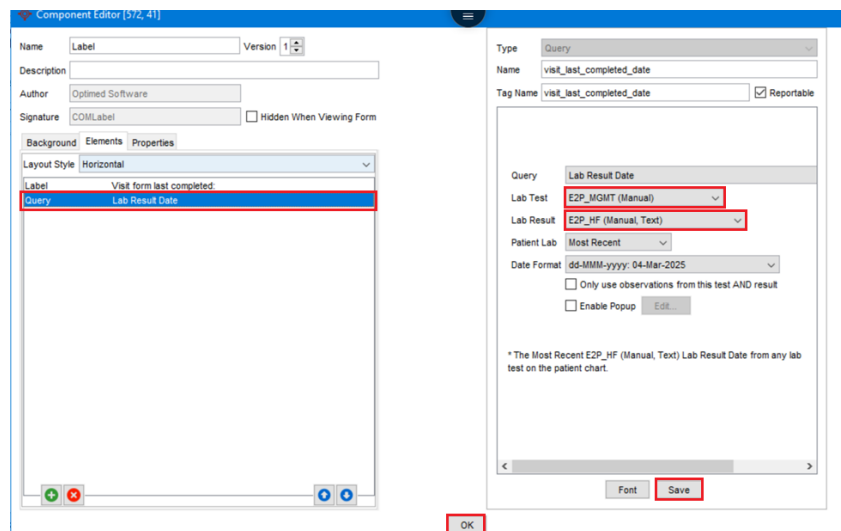 Component Editor [572, 41]
Name Label Version 1
Description
Author Optimed Software
Signature COMLabel Hidden When Viewing Form
Background Elements Properties
Layout Style Horizontal
Label Visit form last completed:
Query Lab Result Date
Type Query
Name visit_last_completed_date
Tag Name visit_last_completed_date Reportable
Query Lab Result Date
Lab Test E2P_MGMT (Manual)
Lab Result E2P_HF (Manual, Text)
Patient Lab Most Recent
Date Format dd-MMM-yyyy: 04-Mar-2025
Only use observations from this test AND result
Enable Popup Edit...
* The Most Recent E2P_HF (Manual, Text) Lab Result Date from any lab
test on the patient chart.
Font Save
OK